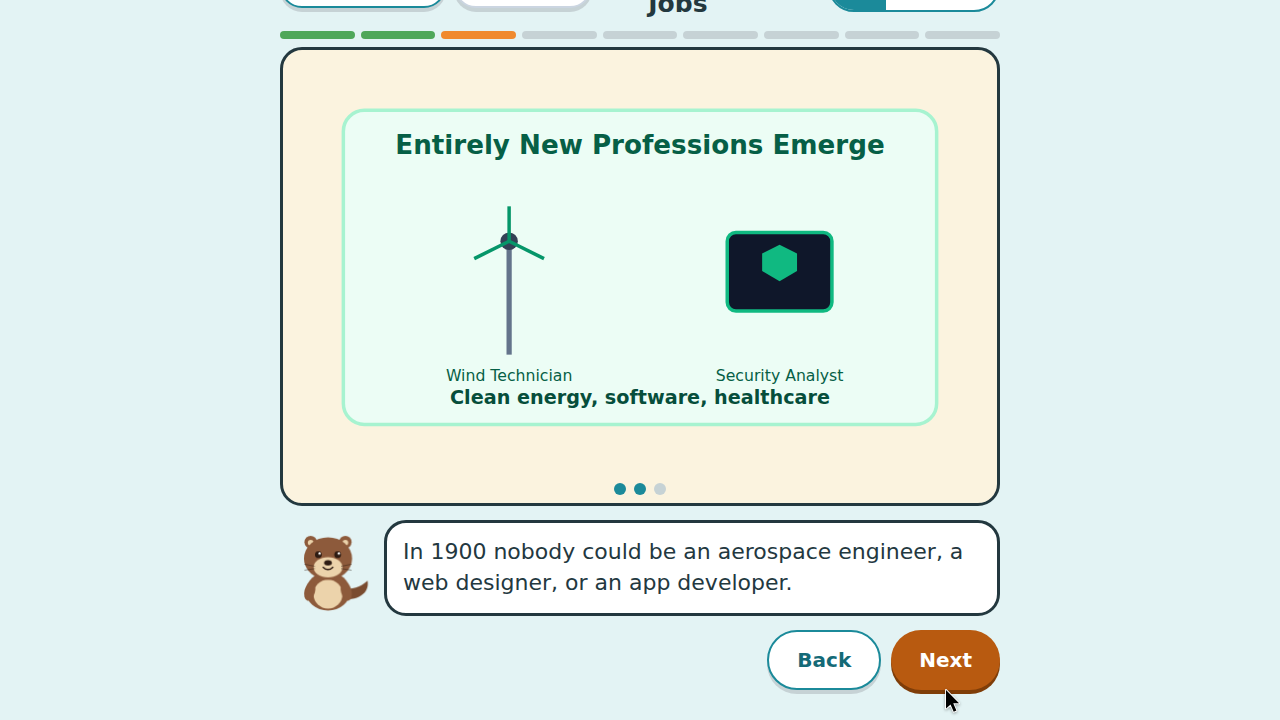 Jobs
Entirely New Professions Emerge
Wind Technician
Security Analyst
Clean energy, software, healthcare
In 1900 nobody could be an aerospace engineer, a
web designer, or an app developer.
Back
Next